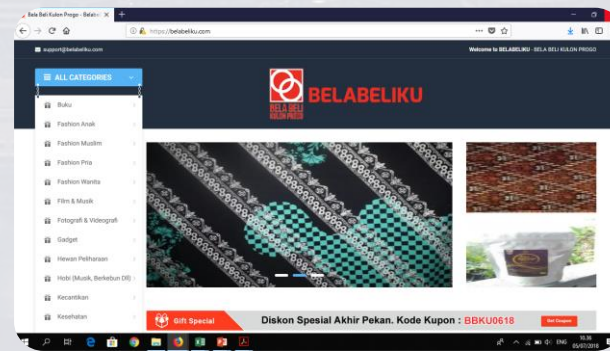 Bela Beli Kulon Progo - Belabe
https://belabeliku.com
support@belabeliku.com
Welcome to BELABELIKU - BELA BELI KULON PROGO
ALL CATEGORIES
BELA BELI
KULON PROGO
BELABELIKU
Buku
Fashion Anak
Fashion Muslim
Fashion Pria
Fashion Wanita
Film & Musik
Fotografi & Videografi
Gadget
Hewan Peliharaan
Hobi (Musik, Berkebun Dll)
Kecantikan
Kesehatan
Gift Special
Diskon Spesial Akhir Pekan. Kode Kupon : BBKU0618
Get Coupon
ENG
10.35
05/07/2018